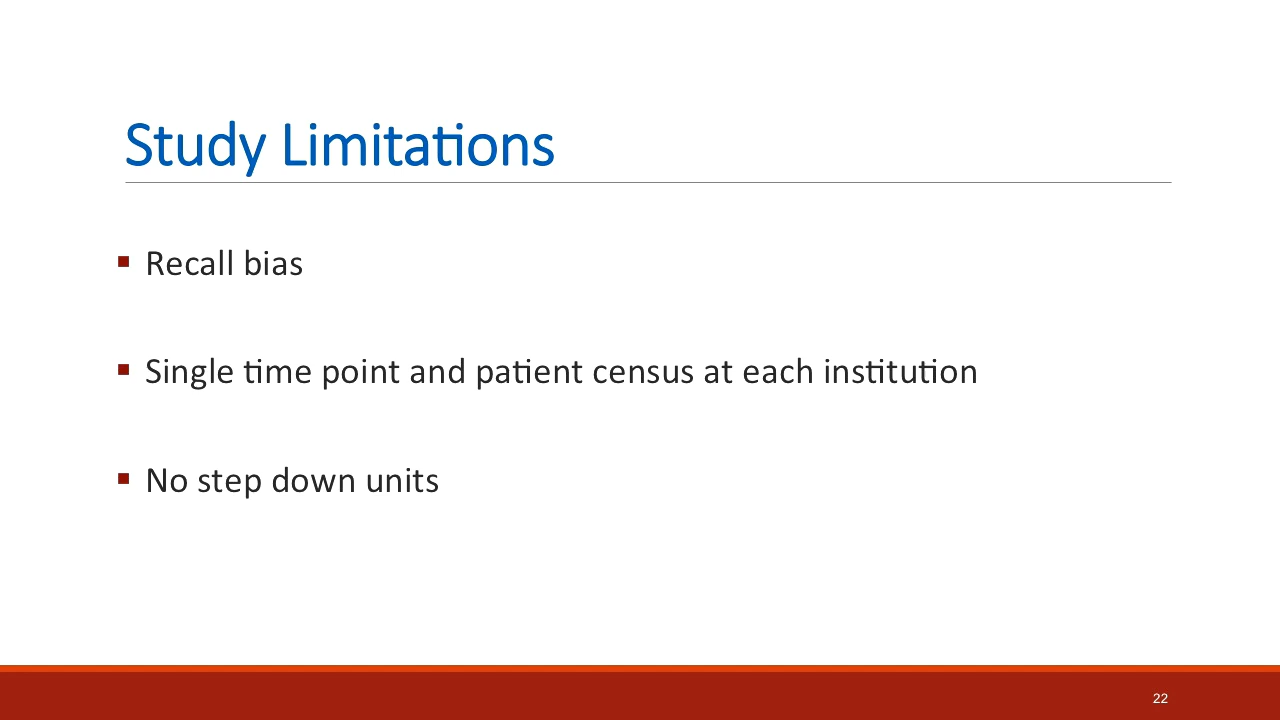 Study Limitations
Recall bias
Single time point and patient census at each institution
No step down units
22